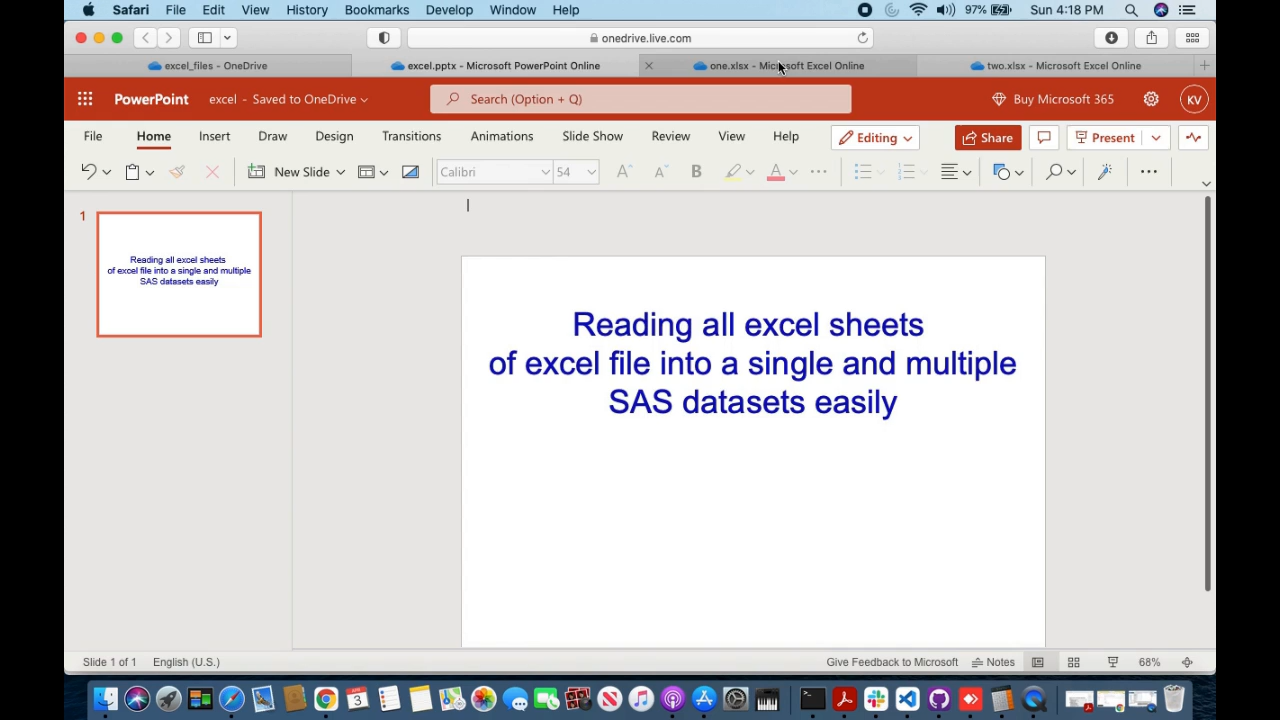 Safari File Edit View History Bookmarks Develop Window Help 97% Sun 4:18 PM
onedrive.live.com
excel_files - OneDrive excel.pptx - Microsoft PowerPoint Online one.xlsx - Microsoft Excel Online two.xlsx - Microsoft Excel Online
PowerPoint excel - Saved to OneDrive Search (Option + Q) Buy Microsoft 365 KV
File Home Insert Draw Design Transitions Animations Slide Show Review View Help Editing Share Present
New Slide Calibri 54 B A
1
Reading all excel sheets
of excel file into a single and multiple
SAS datasets easily
Reading all excel sheets
of excel file into a single and multiple
SAS datasets easily
Slide 1 of 1 English (U.S.) Give Feedback to Microsoft Notes 68%
3